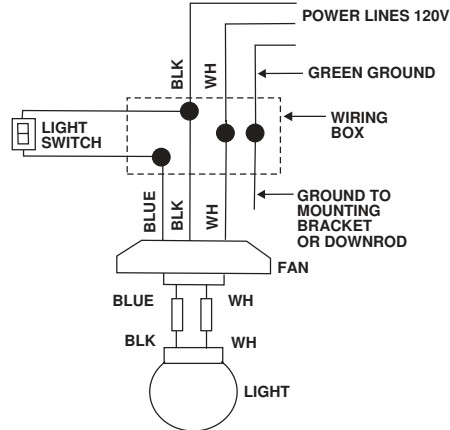 POWER LINES 120V
BLK
WH
GREEN GROUND
LIGHT
SWITCH
WIRING
BOX
BLUE
BLK
WH
GROUND TO
MOUNTING
BRACKET
OR DOWNROD
FAN
BLUE
WH
BLK
WH
LIGHT